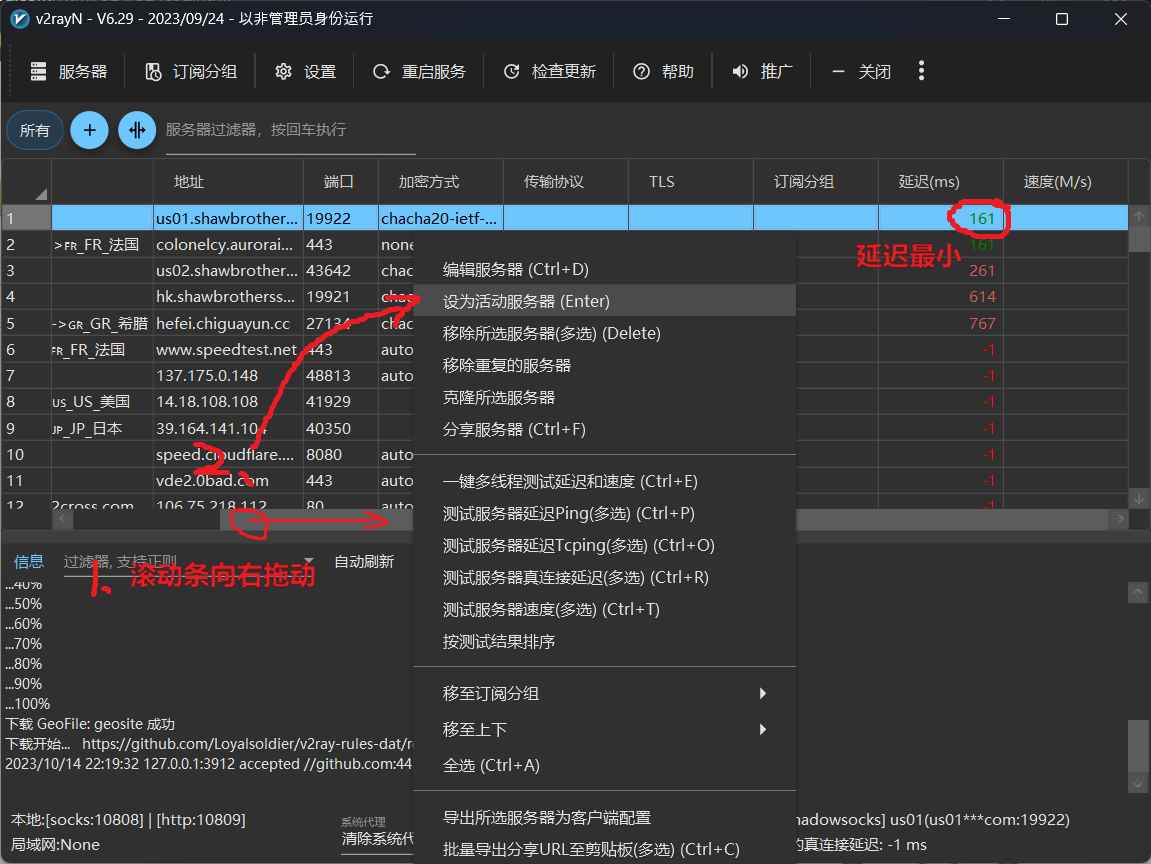 v2rayN - V6.29 - 2023/09/24 - 以非管理员身份运行
服务器 订阅分组 设置 重启服务 检查更新 帮助 推广 关闭
所有 服务器过滤器，按回车执行
地址 端口 加密方式 传输协议 TLS 订阅分组 延迟(ms) 速度(M/s)
1 us01.shawbrother... 19922 chacha20-ietf-... 161
2 >FR_FR_法国 colonelcy.aurorai... 443 none 161
延迟最小
3 us02.shawbrother... 43642 chac 261
4 hk.shawbrotherss... 19921 chac 614
5 ->GR_GR_希腊 hefei.chiguayun.cc 27134 chac 767
6 FR_FR_法国 www.speedtest.net 443 auto -1
7 137.175.0.148 48813 auto -1
8 us_US_美国 14.18.108.108 41929 -1
9 JP_JP_日本 39.164.141.104 40350 -1
10 speed.cloudflare.... 8080 auto -1
11 vde2.0bad.com 443 auto -1
12 2cross.com 106.75.218.112 80 auto -1
2、
编辑服务器 (Ctrl+D)
设为活动服务器 (Enter)
移除所选服务器(多选) (Delete)
移除重复的服务器
克隆所选服务器
分享服务器 (Ctrl+F)
一键多线程测试延迟和速度 (Ctrl+E)
测试服务器延迟Ping(多选) (Ctrl+P)
测试服务器延迟Tcping(多选) (Ctrl+O)
测试服务器真连接延迟(多选) (Ctrl+R)
测试服务器速度(多选) (Ctrl+T)
按测试结果排序
移至订阅分组
移至上下
全选 (Ctrl+A)
导出所选服务器为客户端配置
批量导出分享URL至剪贴板(多选) (Ctrl+C)
信息 过滤器, 支持正则 自动刷新
1、滚动条向右拖动
...40%
...50%
...60%
...70%
...80%
...90%
...100%
下载 GeoFile: geosite 成功
下载开始... https://github.com/Loyalsoldier/v2ray-rules-dat/r
2023/10/14 22:19:32 127.0.0.1:3912 accepted //github.com:44
本地:[socks:10808] | [http:10809]
局域网:None
系统代理
清除系统代
hadowsocks] us01(us01***com:19922)
的真连接延迟: -1 ms